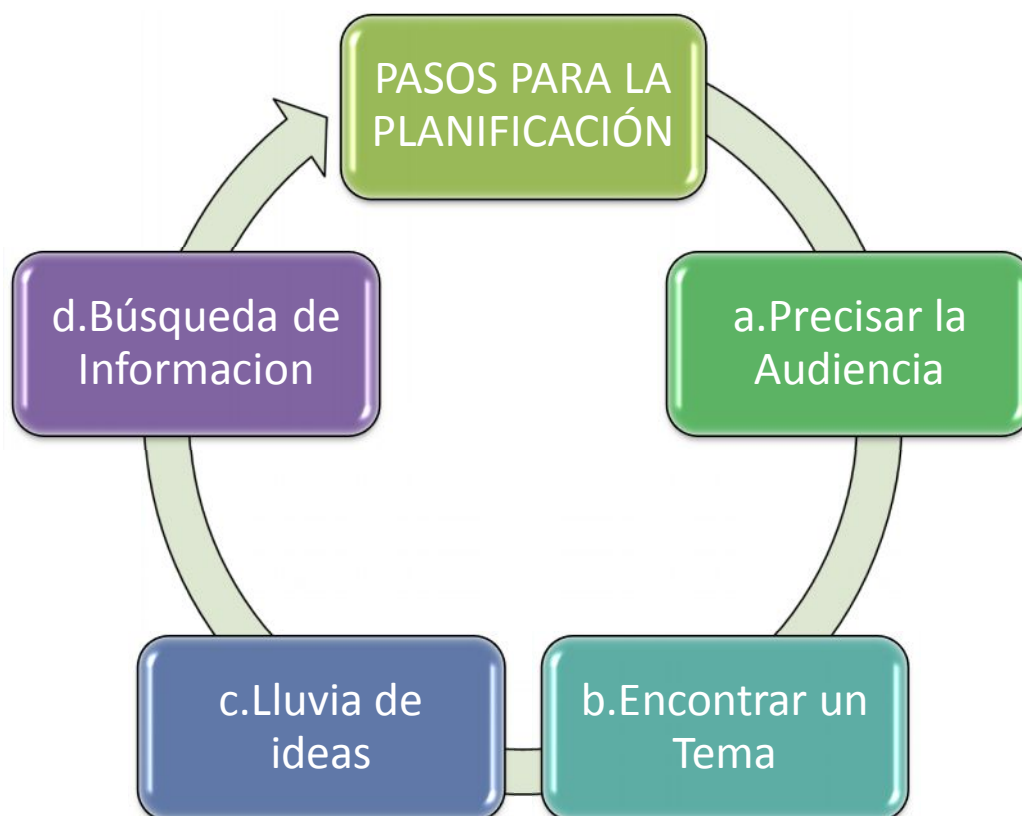 PASOS PARA LA
PLANIFICACIÓN
a.Precisar la
Audiencia
b.Encontrar un
Tema
c.Lluvia de
ideas
d.Búsqueda de
Informacion